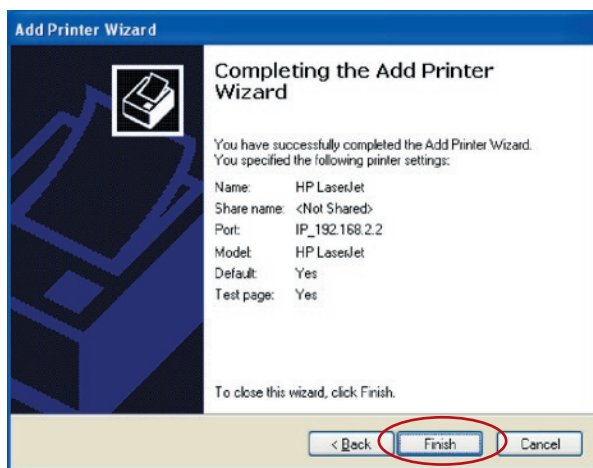 Add Printer Wizard
Completing the Add Printer
Wizard
You have successfully completed the Add Printer Wizard.
You specified the following printer settings:
Name: HP LaserJet
Share name: <Not Shared>
Port: IP_192.168.2.2
Model: HP LaserJet
Default: Yes
Test page: Yes
To close this wizard, click Finish.
< Back Finish Cancel